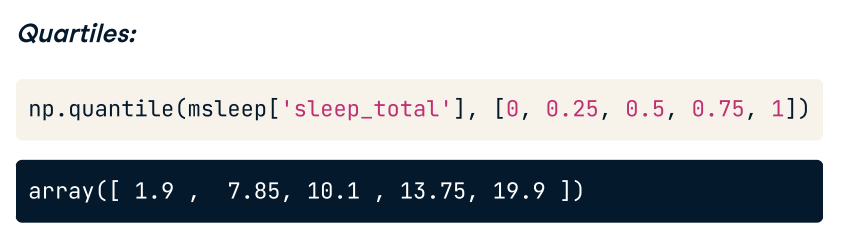 Quartiles:
np.quantile(msleep['sleep_total'], [0, 0.25, 0.5, 0.75, 1])
array([ 1.9 ,  7.85, 10.1 , 13.75, 19.9 ])